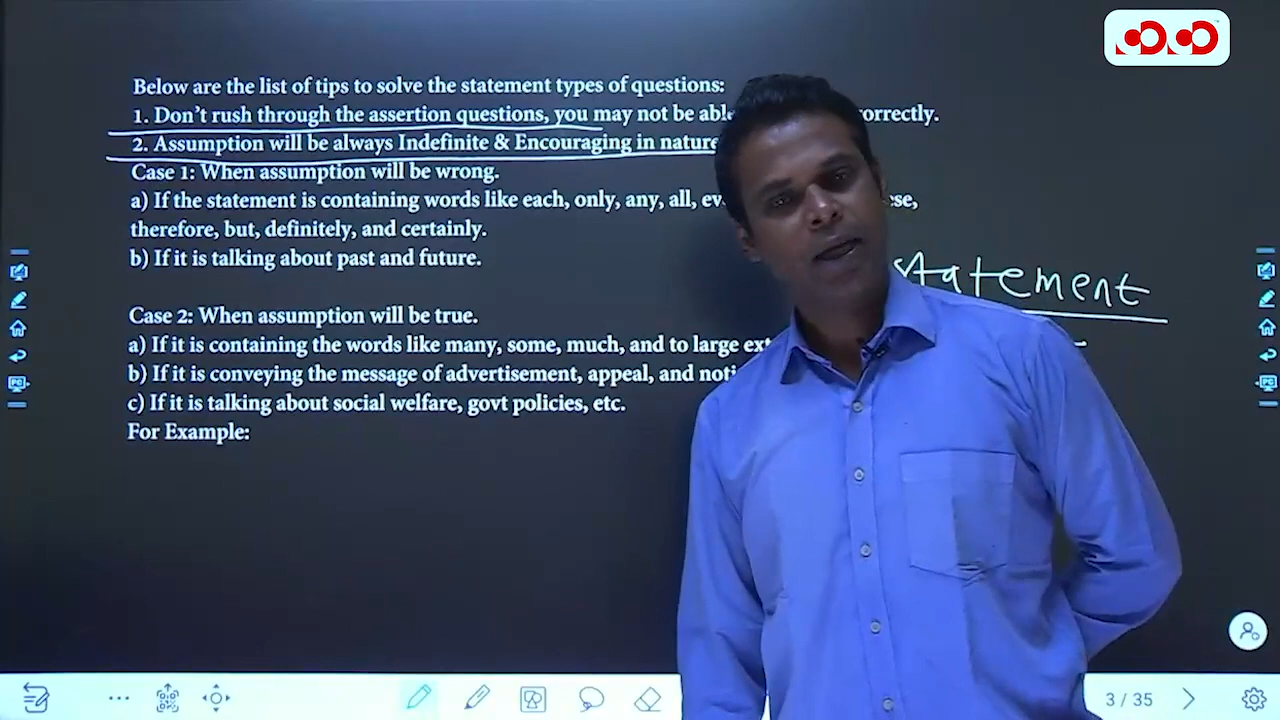 Below are the list of tips to solve the statement types of questions:
1. Don't rush through the assertion questions, you may not be able correctly.
2. Assumption will be always Indefinite & Encouraging in nature
Case 1: When assumption will be wrong.
a) If the statement is containing words like each, only, any, all,
therefore, but, definitely, and certainly.
b) If it is talking about past and future.
statement
Case 2: When assumption will be true.
a) If it is containing the words like many, some, much, and to large
b) If it is conveying the message of advertisement, appeal, and
c) If it is talking about social welfare, govt policies, etc.
For Example:
3 / 35